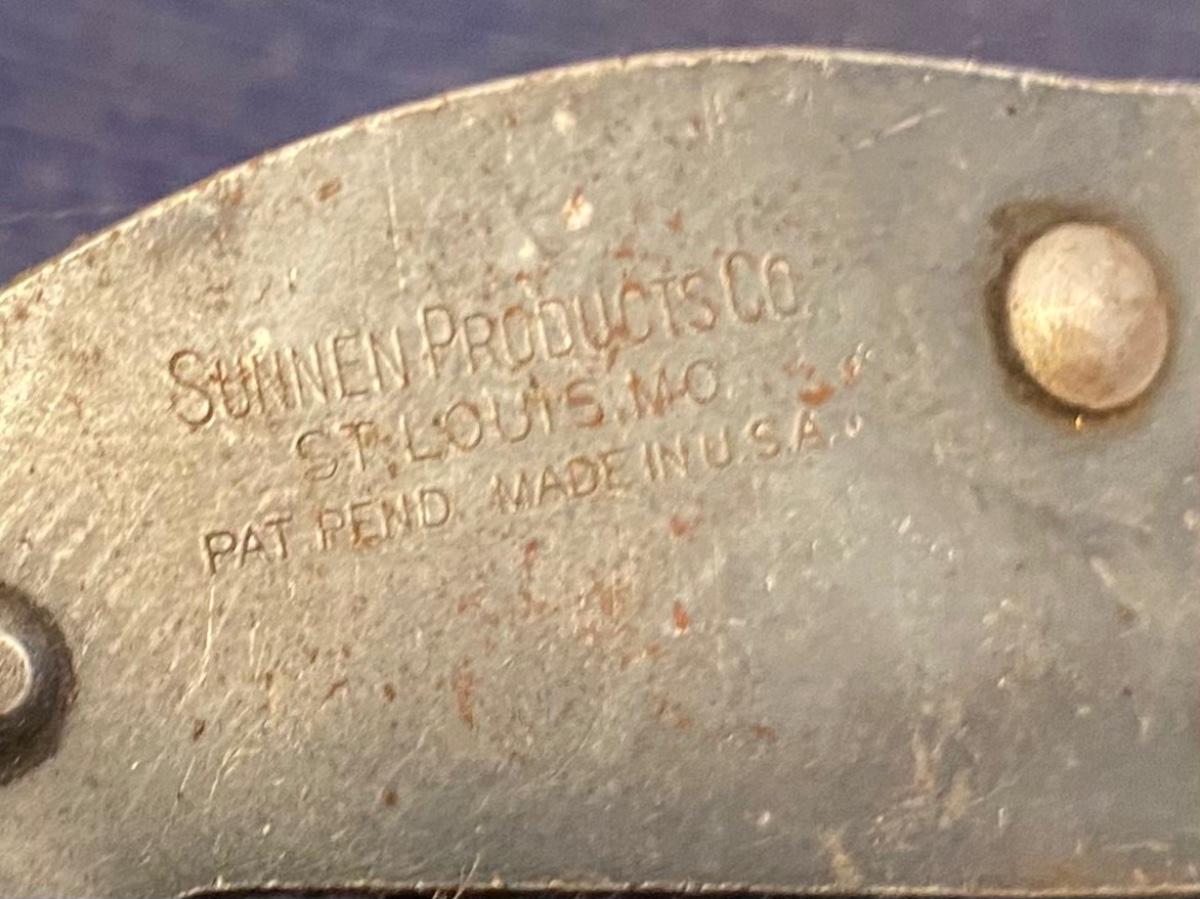 SUNNEN PRODUCTS CO.
ST. LOUIS. MO.
PAT. PEND. MADE IN U.S.A.